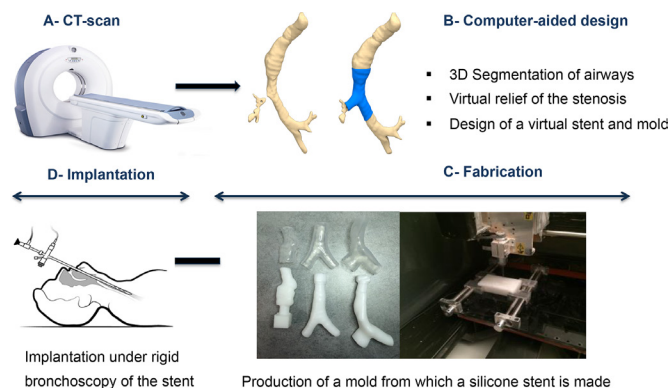 A- CT-scan
B- Computer-aided design
▪ 3D Segmentation of airways
▪ Virtual relief of the stenosis
▪ Design of a virtual stent and mold
D- Implantation
C- Fabrication
Implantation under rigid
bronchoscopy of the stent
Production of a mold from which a silicone stent is made